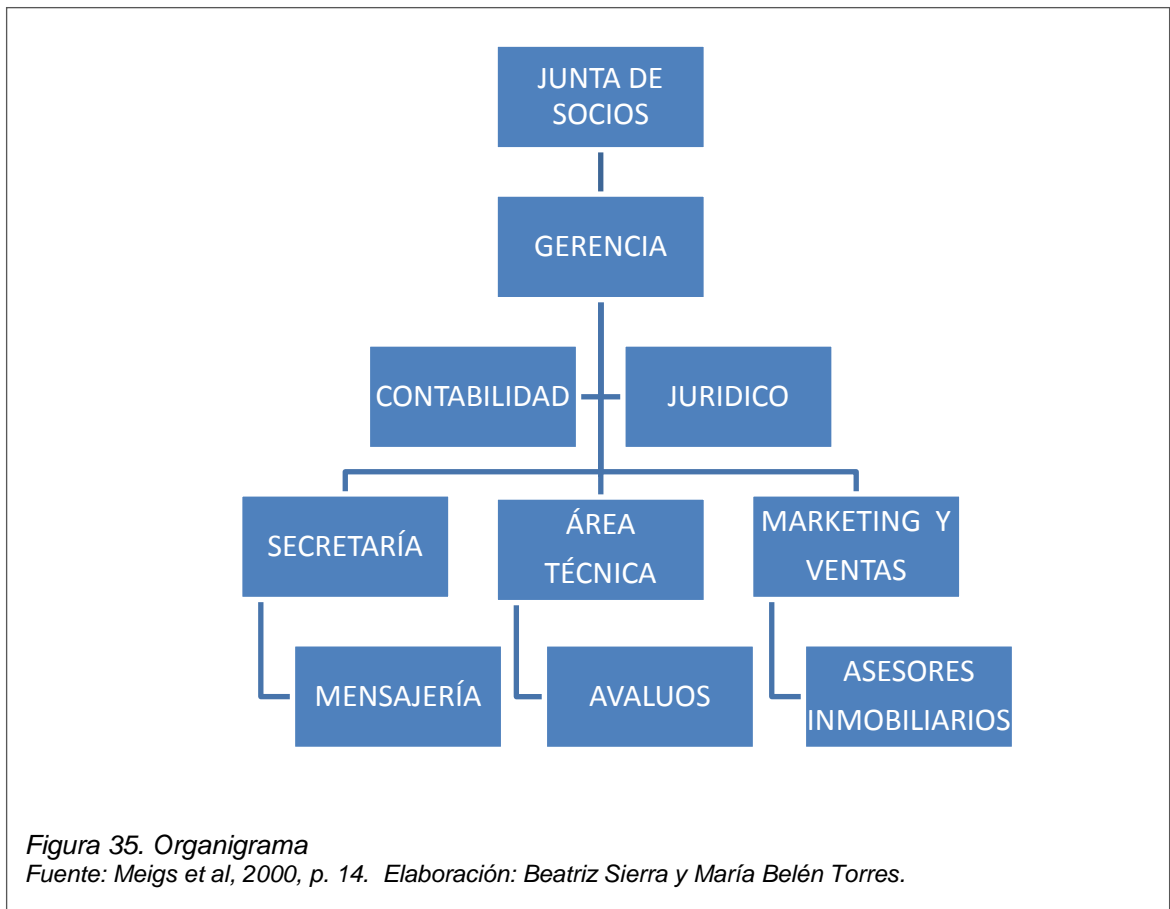 JUNTA DE
SOCIOS
GERENCIA
CONTABILIDAD
JURIDICO
SECRETARÍA
ÁREA
TÉCNICA
MARKETING Y
VENTAS
MENSAJERÍA
AVALUOS
ASESORES
INMOBILIARIOS
Figura 35. Organigrama
Fuente: Meigs et al, 2000, p. 14. Elaboración: Beatriz Sierra y María Belén Torres.